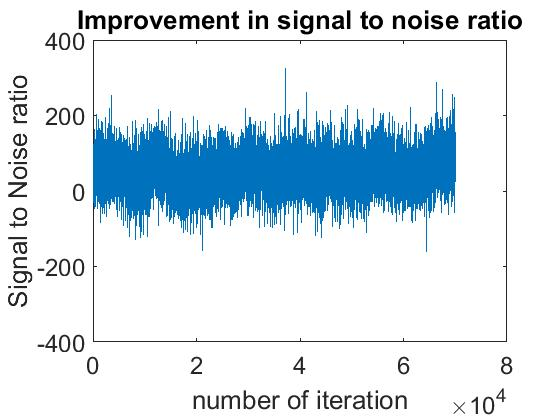 Improvement in signal to noise ratio
400
200
0
-200
-400
Signal to Noise ratio
0 2 4 6 8
number of iteration
×10⁴